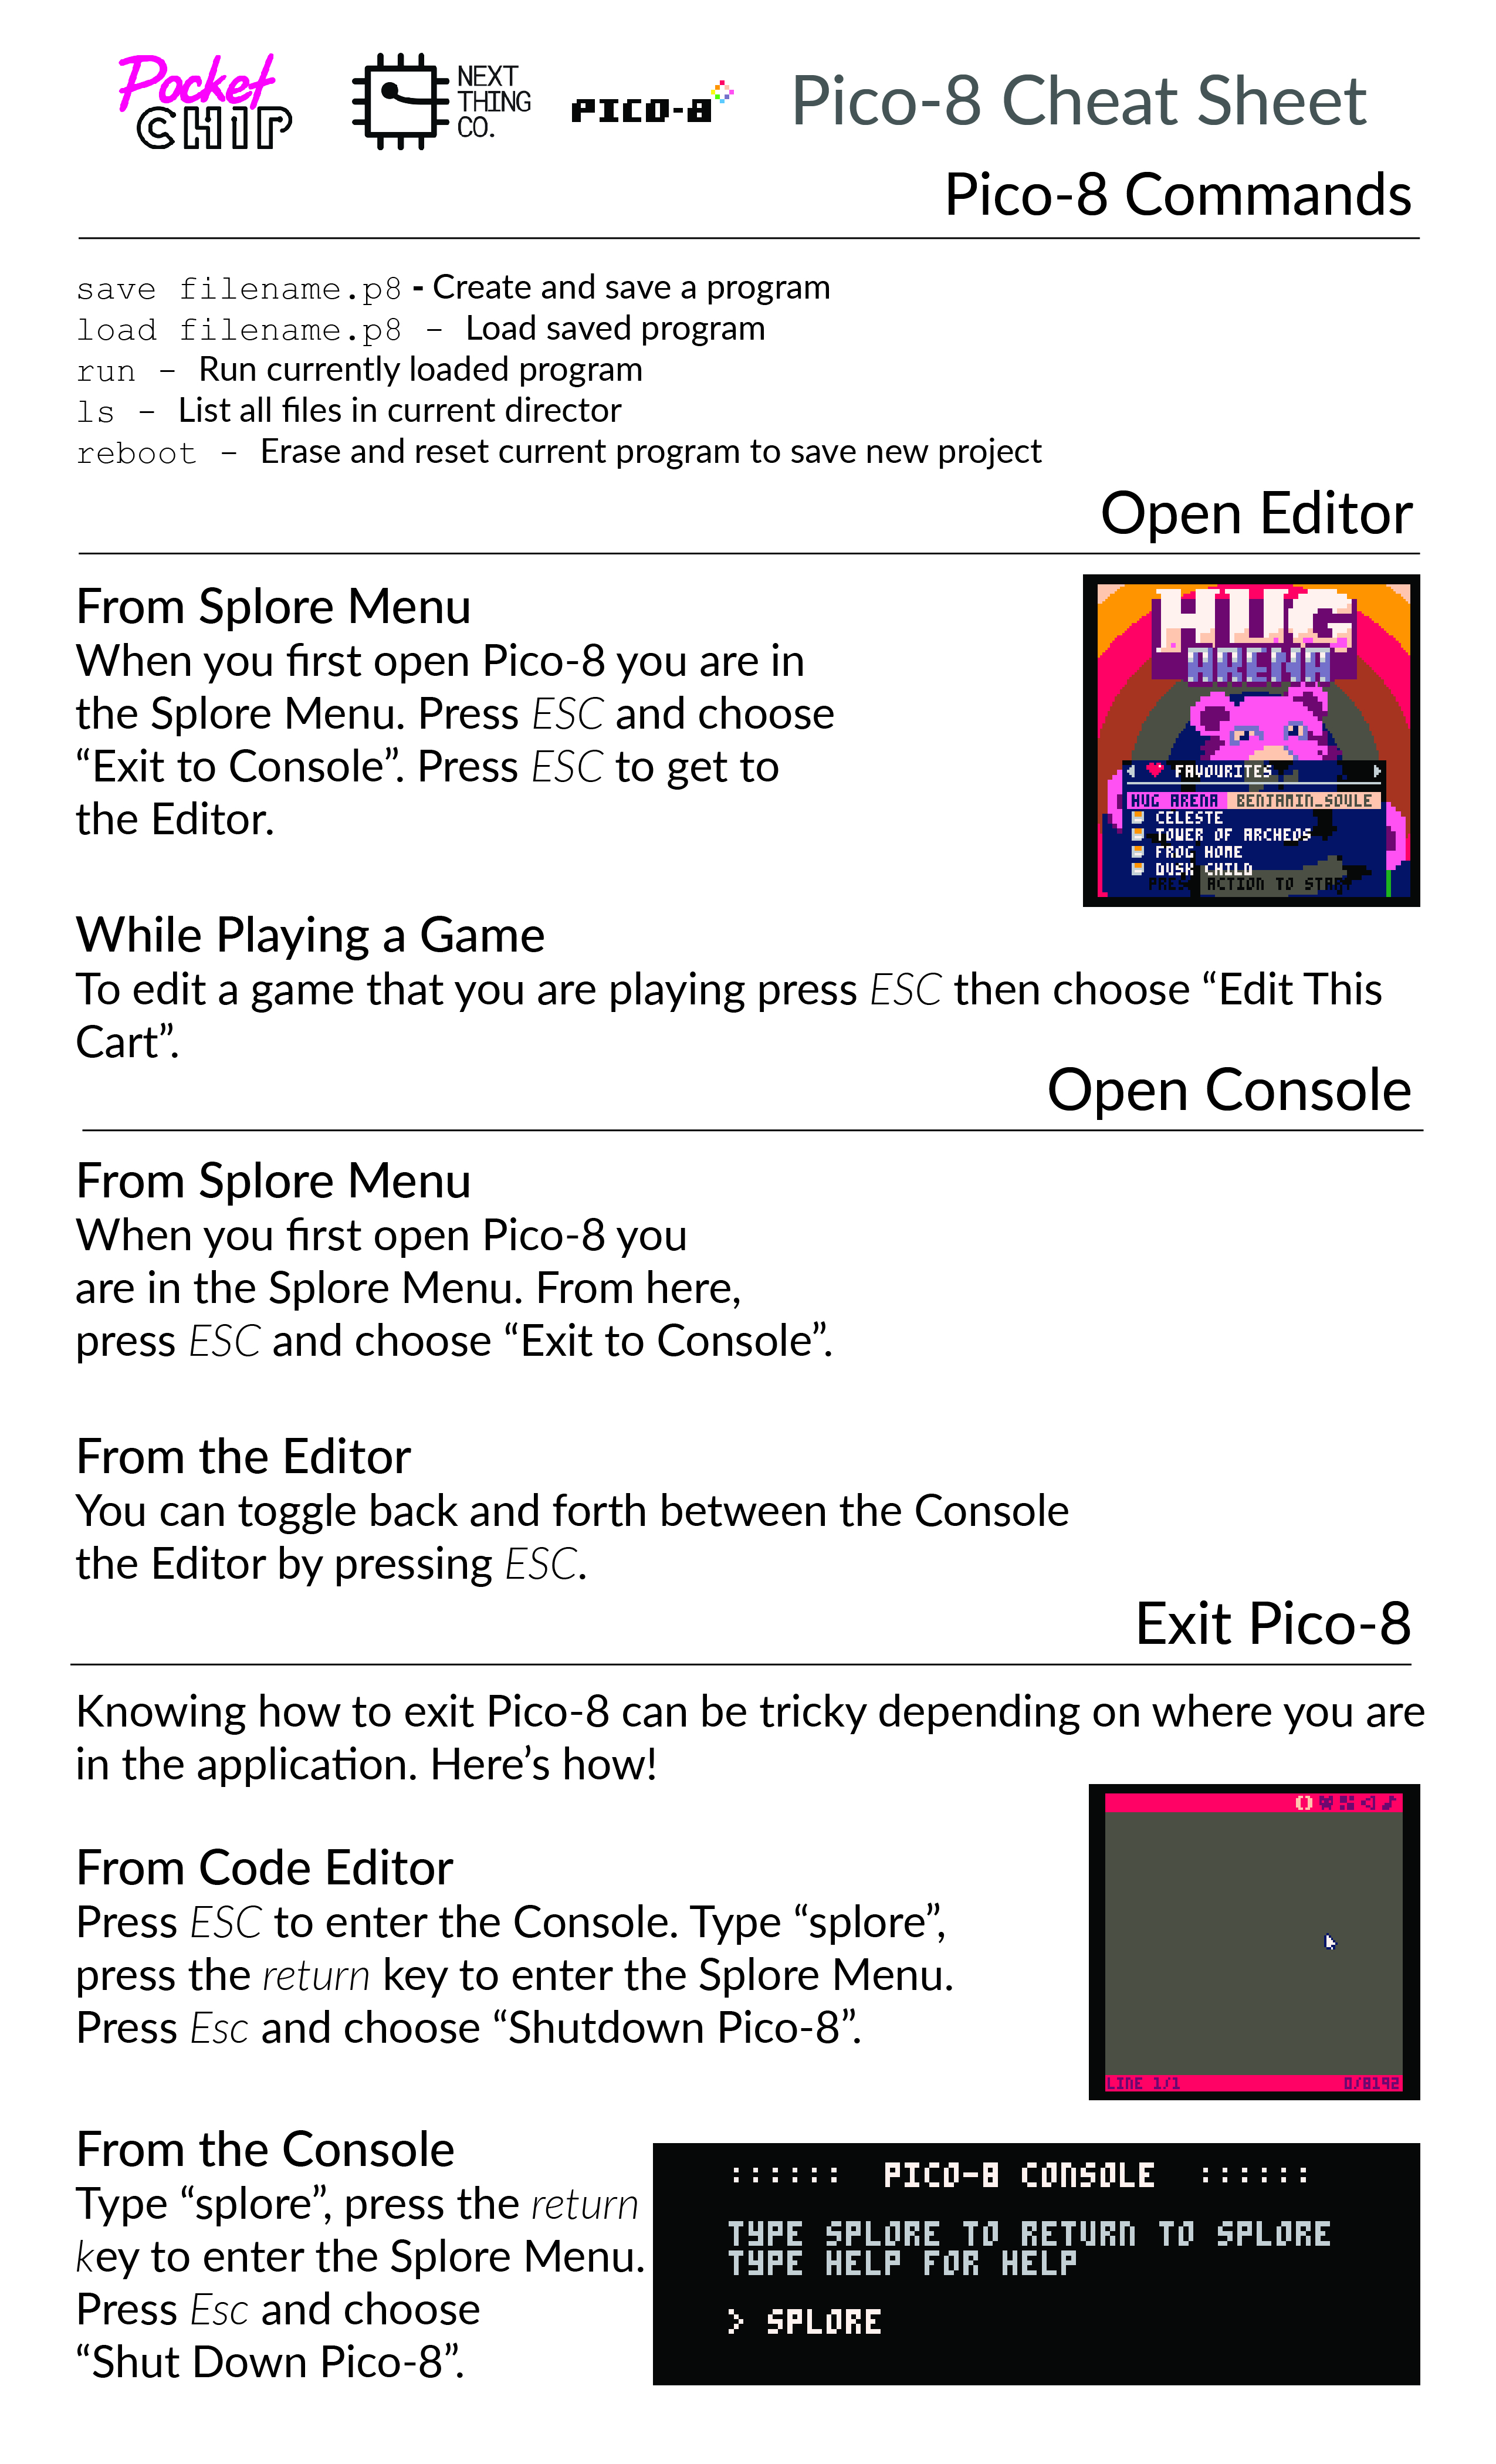 Pocket
CHIP
NEXT
THING
CO.
PICO-8
Pico-8 Cheat Sheet
Pico-8 Commands
save filename.p8 - Create and save a program
load filename.p8 – Load saved program
run – Run currently loaded program
ls – List all files in current director
reboot – Erase and reset current program to save new project
Open Editor
From Splore Menu
When you first open Pico-8 you are in
the Splore Menu. Press ESC and choose
“Exit to Console”. Press ESC to get to
the Editor.
HUG
ARENA
FAVOURITES
HUG ARENA BENJAMIN_SOULE
CELESTE
TOWER OF ARCHEOS
FROG HOME
DUSK CHILD
PRESS ACTION TO START
While Playing a Game
To edit a game that you are playing press ESC then choose “Edit This
Cart”.
Open Console
From Splore Menu
When you first open Pico-8 you
are in the Splore Menu. From here,
press ESC and choose “Exit to Console”.
From the Editor
You can toggle back and forth between the Console
the Editor by pressing ESC.
Exit Pico-8
Knowing how to exit Pico-8 can be tricky depending on where you are
in the application. Here’s how!
From Code Editor
Press ESC to enter the Console. Type “splore”,
press the return key to enter the Splore Menu.
Press Esc and choose “Shutdown Pico-8”.
LINE 1/1 0/8192
From the Console
Type “splore”, press the return
key to enter the Splore Menu.
Press Esc and choose
“Shut Down Pico-8”.
:::::: PICO-8 CONSOLE ::::::
TYPE SPLORE TO RETURN TO SPLORE
TYPE HELP FOR HELP
> SPLORE